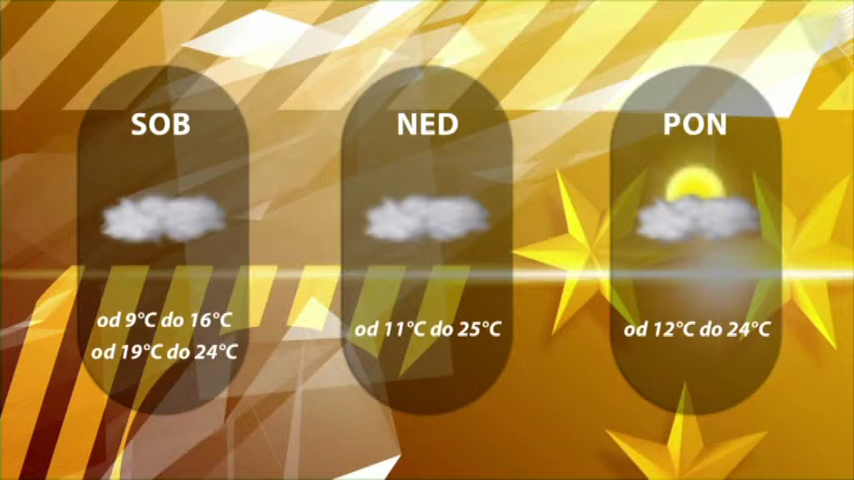 SOB
od 9°C do 16°C
od 19°C do 24°C
NED
od 11°C do 25°C
PON
od 12°C do 24°C